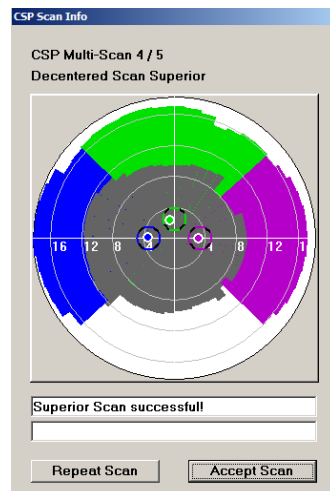 CSP Scan Info
CSP Multi-Scan 4 / 5
Decentered Scan Superior
16 12 8 4 4 8 12 1
Superior Scan successful!
Repeat Scan Accept Scan